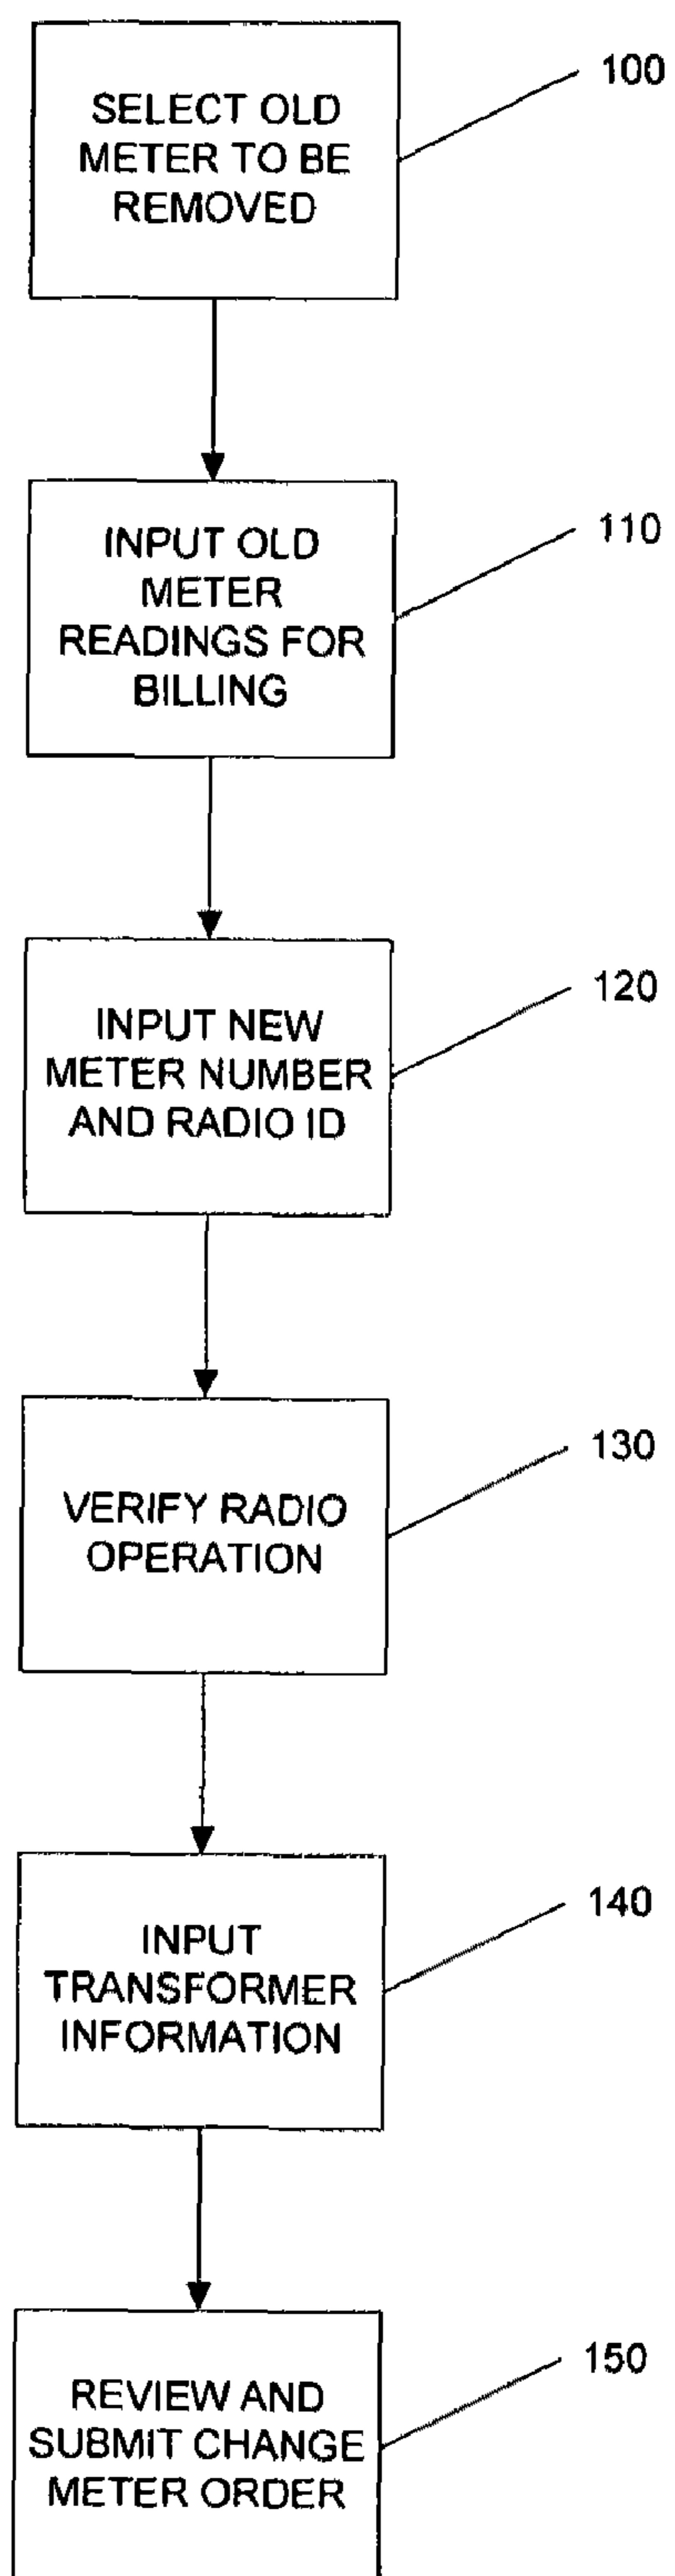 SELECT OLD
METER TO BE
REMOVED
100
INPUT OLD
METER
READINGS FOR
BILLING
110
INPUT NEW
METER NUMBER
AND RADIO ID
120
VERIFY RADIO
OPERATION
130
INPUT
TRANSFORMER
INFORMATION
140
REVIEW AND
SUBMIT CHANGE
METER ORDER
150